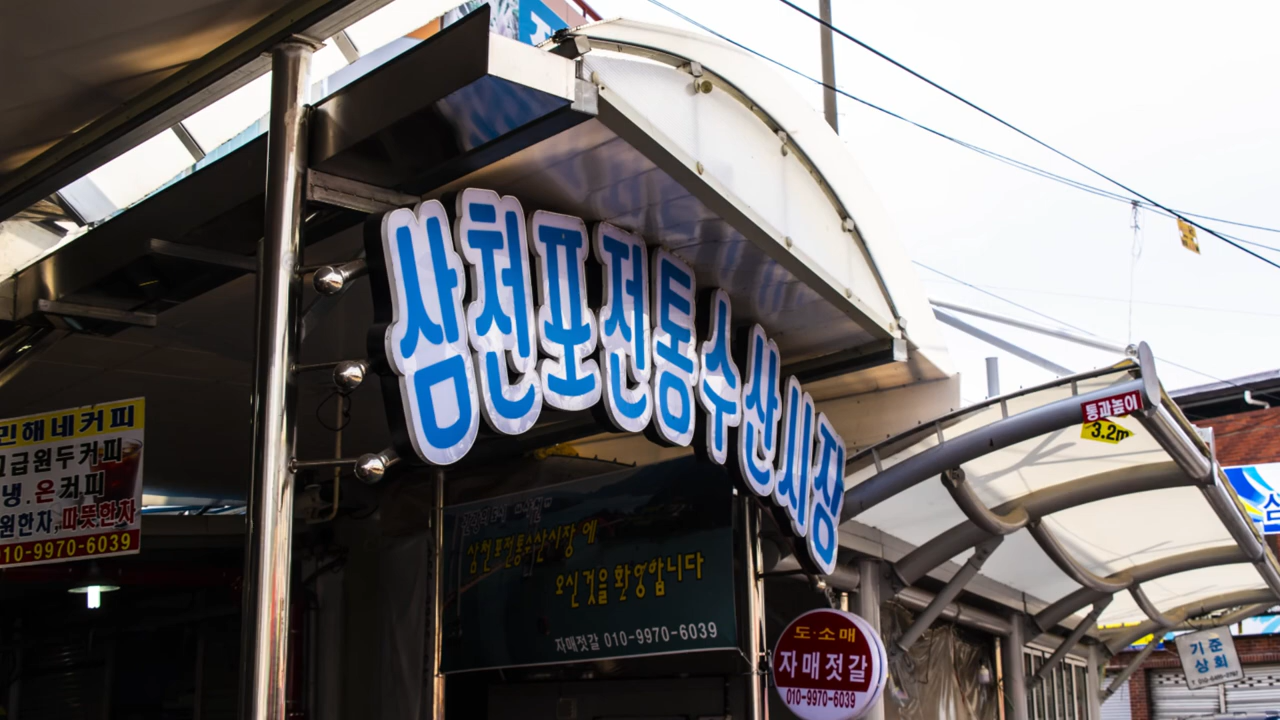 삼천포전통수산시장
민해네커피
고급원두커피
냉.온커피
원한차,따뜻한차
010-9970-6039
삼천포전통수산시장 에
오신것을환영합니다
자매젓갈 010-9970-6039
도·소매
자매젓갈
010-9970-6039
통과높이
3.2m
기준
상회
삼